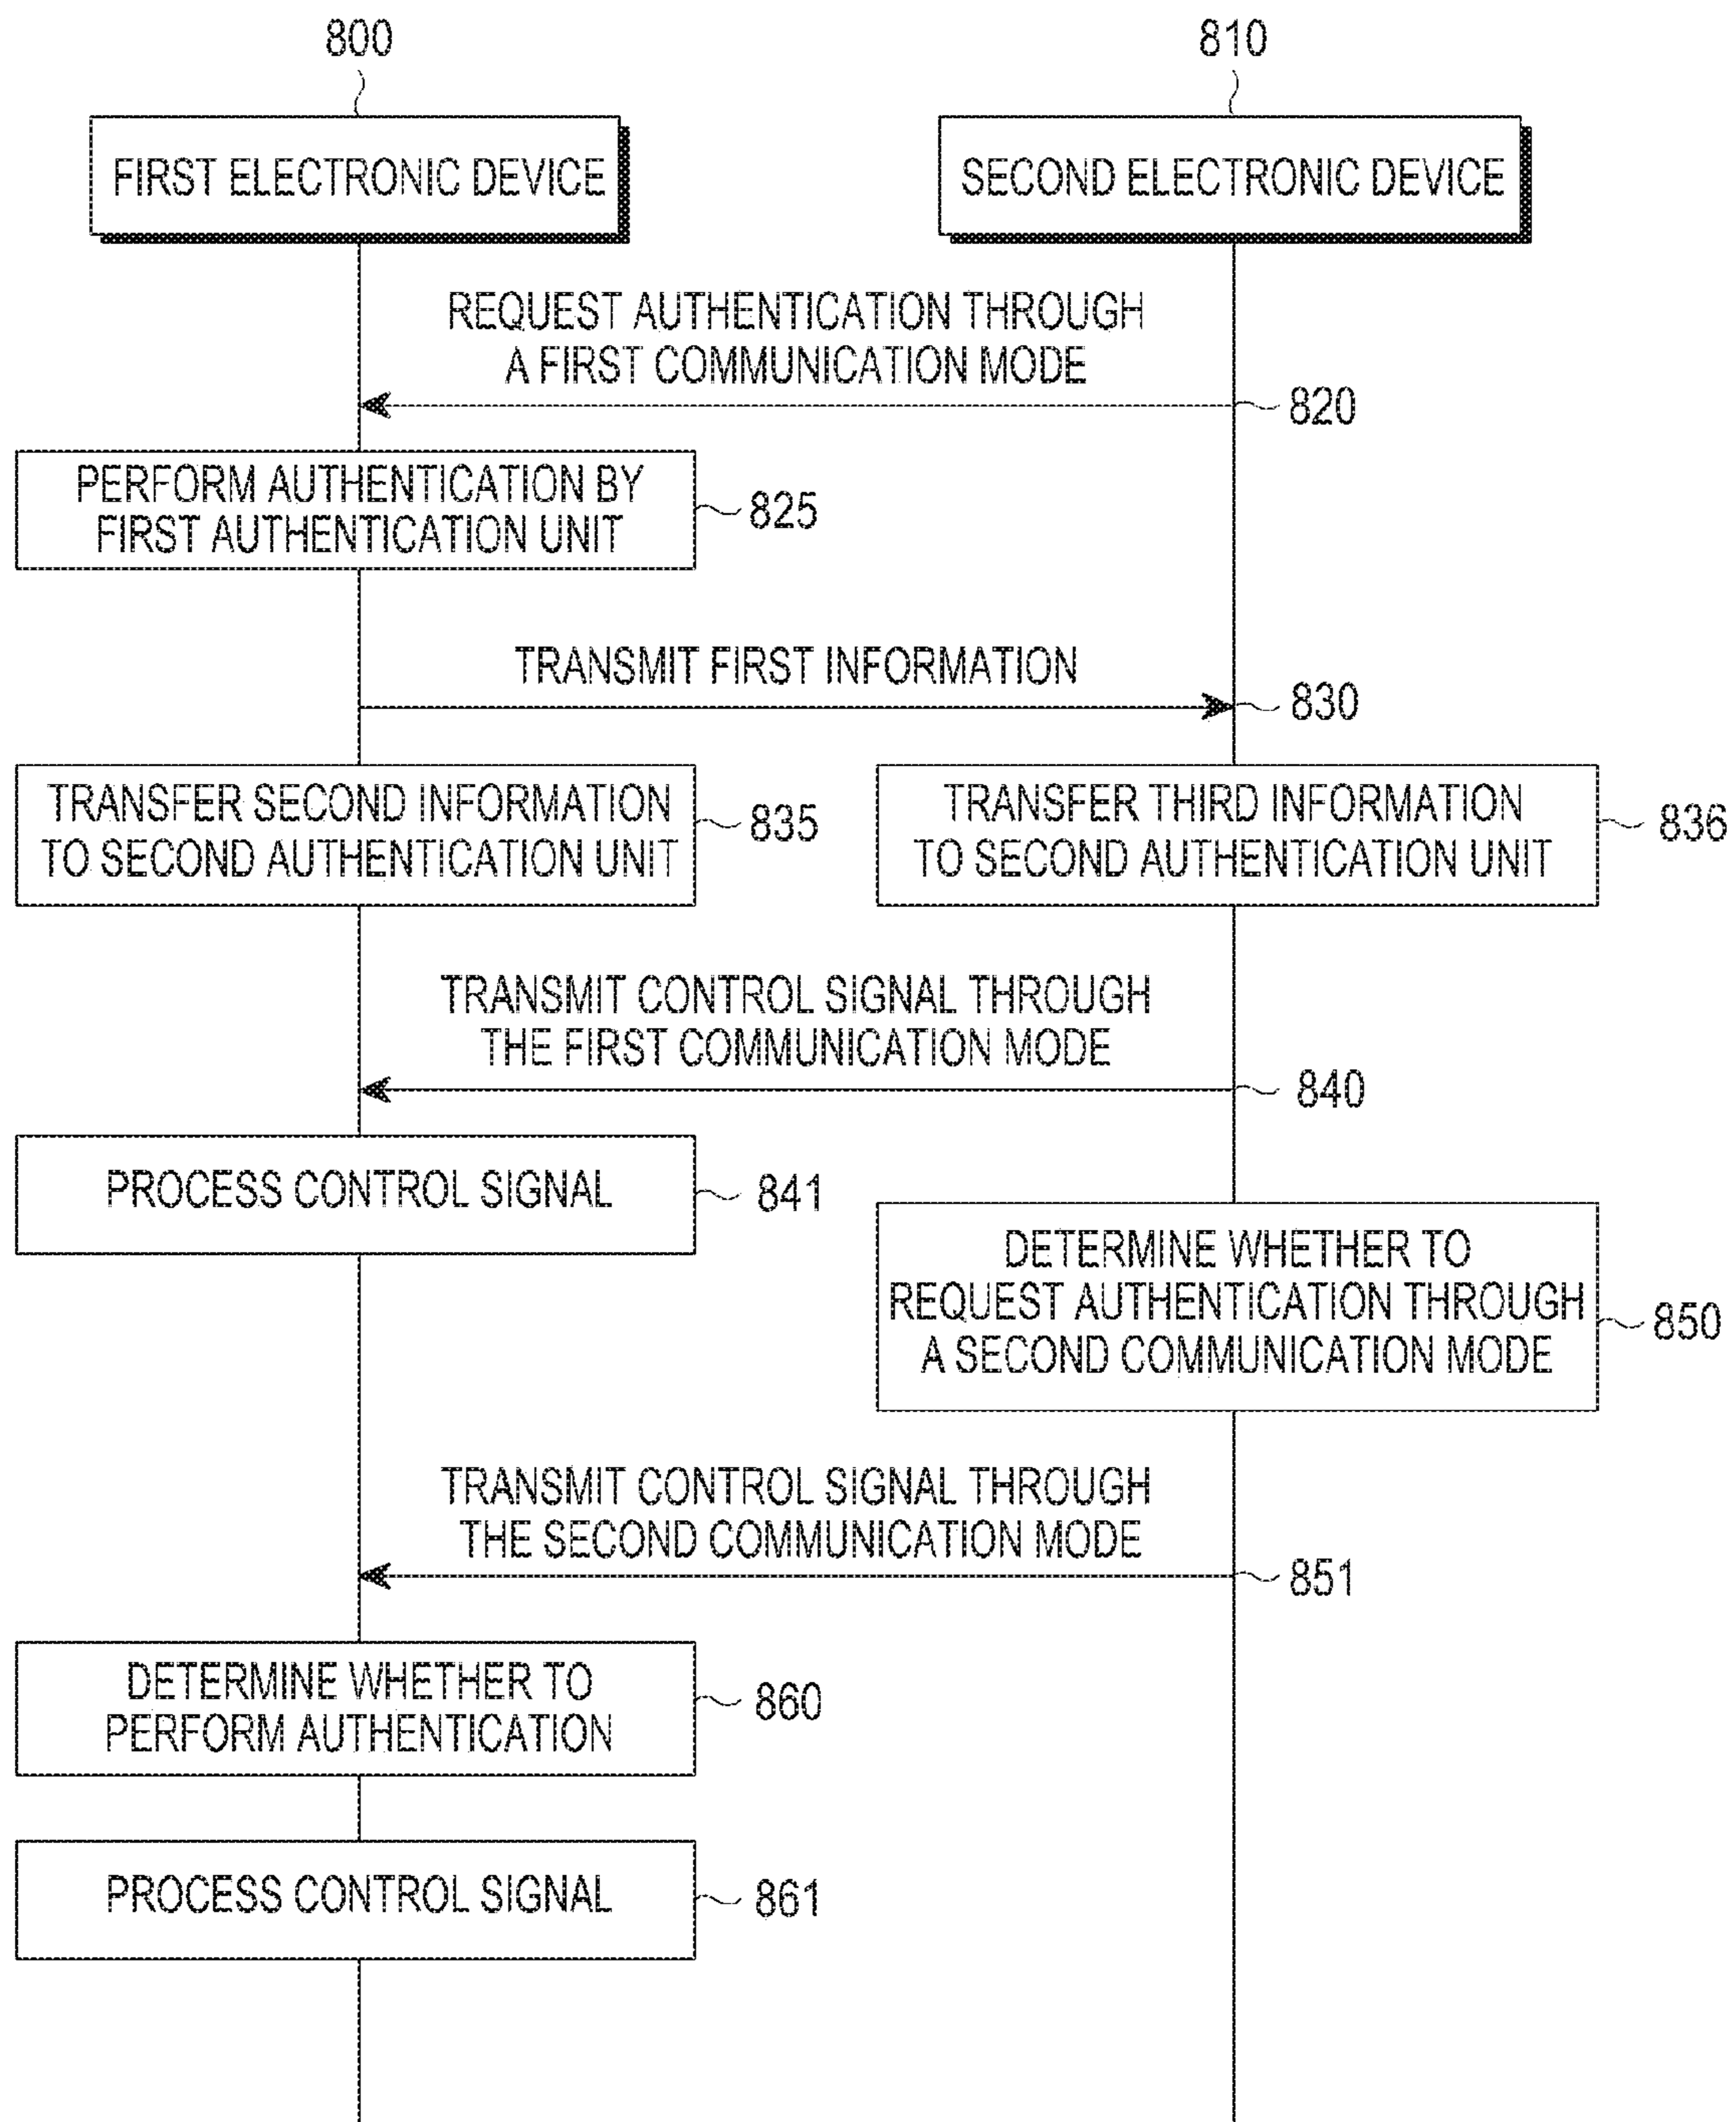 800
810
FIRST ELECTRONIC DEVICE
SECOND ELECTRONIC DEVICE
REQUEST AUTHENTICATION THROUGH
A FIRST COMMUNICATION MODE
820
PERFORM AUTHENTICATION BY
FIRST AUTHENTICATION UNIT
825
TRANSMIT FIRST INFORMATION
830
TRANSFER SECOND INFORMATION
TO SECOND AUTHENTICATION UNIT
835
TRANSFER THIRD INFORMATION
TO SECOND AUTHENTICATION UNIT
836
TRANSMIT CONTROL SIGNAL THROUGH
THE FIRST COMMUNICATION MODE
840
PROCESS CONTROL SIGNAL
841
DETERMINE WHETHER TO
REQUEST AUTHENTICATION THROUGH
A SECOND COMMUNICATION MODE
850
TRANSMIT CONTROL SIGNAL THROUGH
THE SECOND COMMUNICATION MODE
851
DETERMINE WHETHER TO
PERFORM AUTHENTICATION
860
PROCESS CONTROL SIGNAL
861